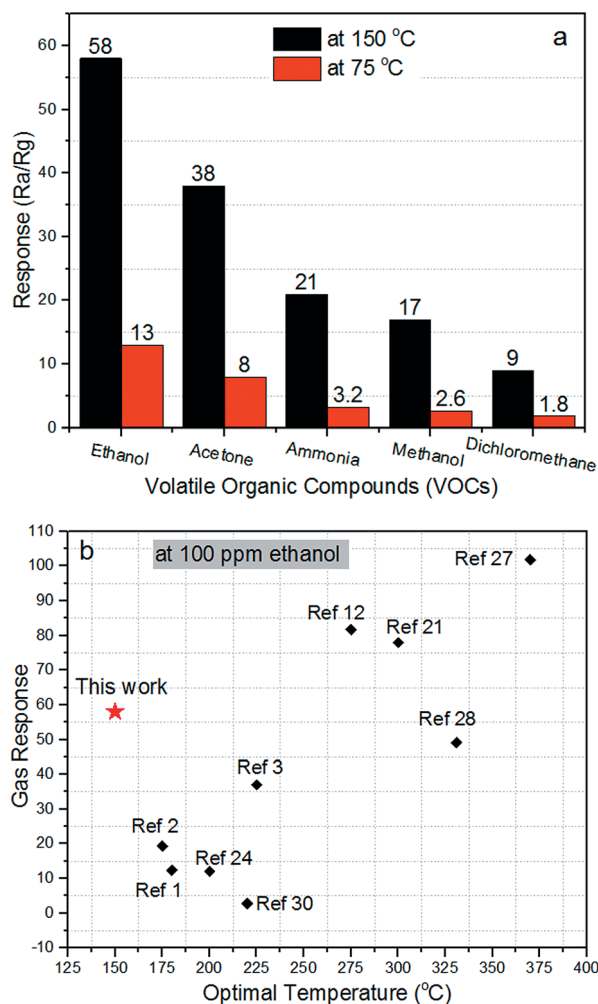 a
at 150 °C
at 75 °C
Response (Ra/Rg)
60
50
40
30
20
10
0
58
13
38
8
21
3.2
17
2.6
9
1.8
Ethanol
Acetone
Ammonia
Methanol
Dichloromethane
Volatile Organic Compounds (VOCs)
b
at 100 ppm ethanol
Gas Response
110
100
90
80
70
60
50
40
30
20
10
0
-10
Ref 27
Ref 12
Ref 21
This work
Ref 28
Ref 3
Ref 2
Ref 24
Ref 1
Ref 30
125 150 175 200 225 250 275 300 325 350 375 400
Optimal Temperature (°C)